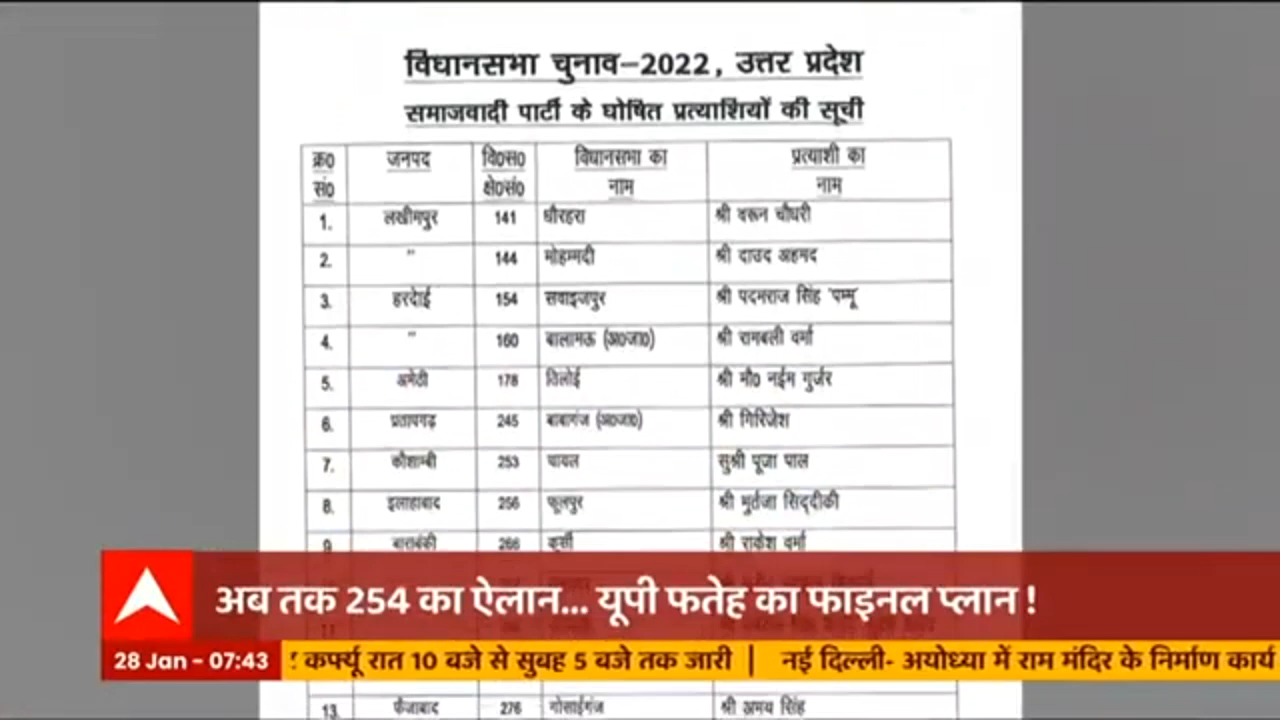 विधानसभा चुनाव–2022, उत्तर प्रदेश
समाजवादी पार्टी के घोषित प्रत्याशियों की सूची
क्र0 सं0 जनपद वि0स0 क्षे0सं0 विधानसभा का नाम प्रत्याशी का नाम
1. लखीमपुर 141 धौरहरा श्री वरून चौधरी
2. " 144 मोहम्मदी श्री दाउद अहमद
3. हरदोई 154 सवाइजपुर श्री पदमराज सिंह 'पम्मू'
4. " 160 बालामऊ (अ0जा0) श्री रामबली वर्मा
5. अमेठी 178 तिलोई श्री मौ0 नईम गुर्जर
6. प्रतापगढ़ 245 बाबागंज (अ0जा0) श्री गिरिजेश
7. कौशाम्बी 253 चायल सुश्री पूजा पाल
8. इलाहाबाद 256 फूलपुर श्री मुर्तजा सिद्दीकी
9 बाराबंकी 266 कुर्सी श्री राकेश वर्मा
अब तक 254 का ऐलान... यूपी फतेह का फाइनल प्लान !
28 Jan - 07:43 कर्फ्यू रात 10 बजे से सुबह 5 बजे तक जारी | नई दिल्ली- अयोध्या में राम मंदिर के निर्माण कार्य
13. फैजाबाद 276 गोसाईगंज श्री अभय सिंह